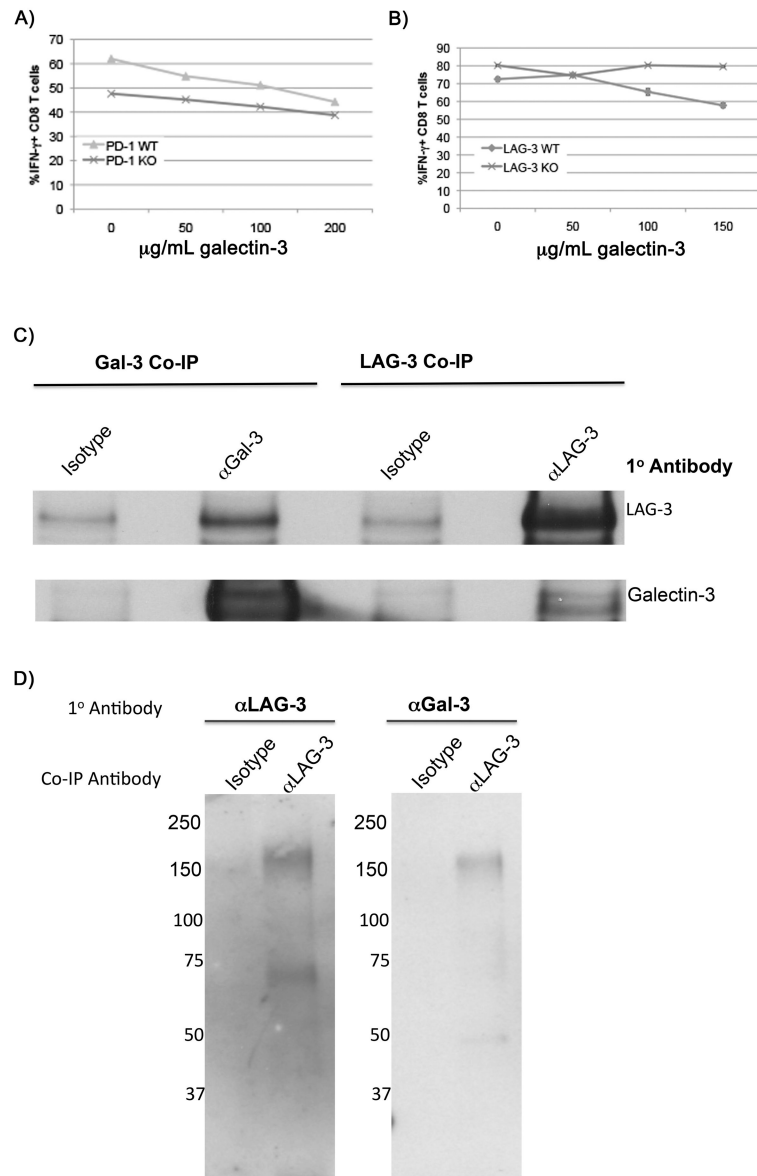 A)
70
60
50
40
30
20
10
0
%IFN-γ+ CD8 T cells
PD-1 WT
PD-1 KO
0 50 100 200
μg/mL galectin-3
B)
90
80
70
60
50
40
30
20
10
0
%IFN-γ+ CD8 T cells
LAG-3 WT
LAG-3 KO
0 50 100 150
μg/mL galectin-3
C)
Gal-3 Co-IP LAG-3 Co-IP
Isotype αGal-3 Isotype αLAG-3
1º Antibody
LAG-3
Galectin-3
D)
1º Antibody αLAG-3 αGal-3
Co-IP Antibody Isotype αLAG-3 Isotype αLAG-3
250 250
150 150
100 100
75 75
50 50
37 37